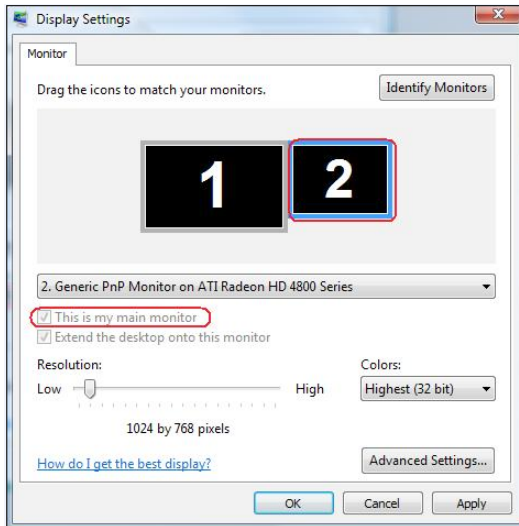 Display Settings
Monitor
Drag the icons to match your monitors.
Identify Monitors
1
2
2. Generic PnP Monitor on ATI Radeon HD 4800 Series
This is my main monitor
Extend the desktop onto this monitor
Resolution:
Colors:
Low
High
Highest (32 bit)
1024 by 768 pixels
How do I get the best display?
Advanced Settings...
OK
Cancel
Apply